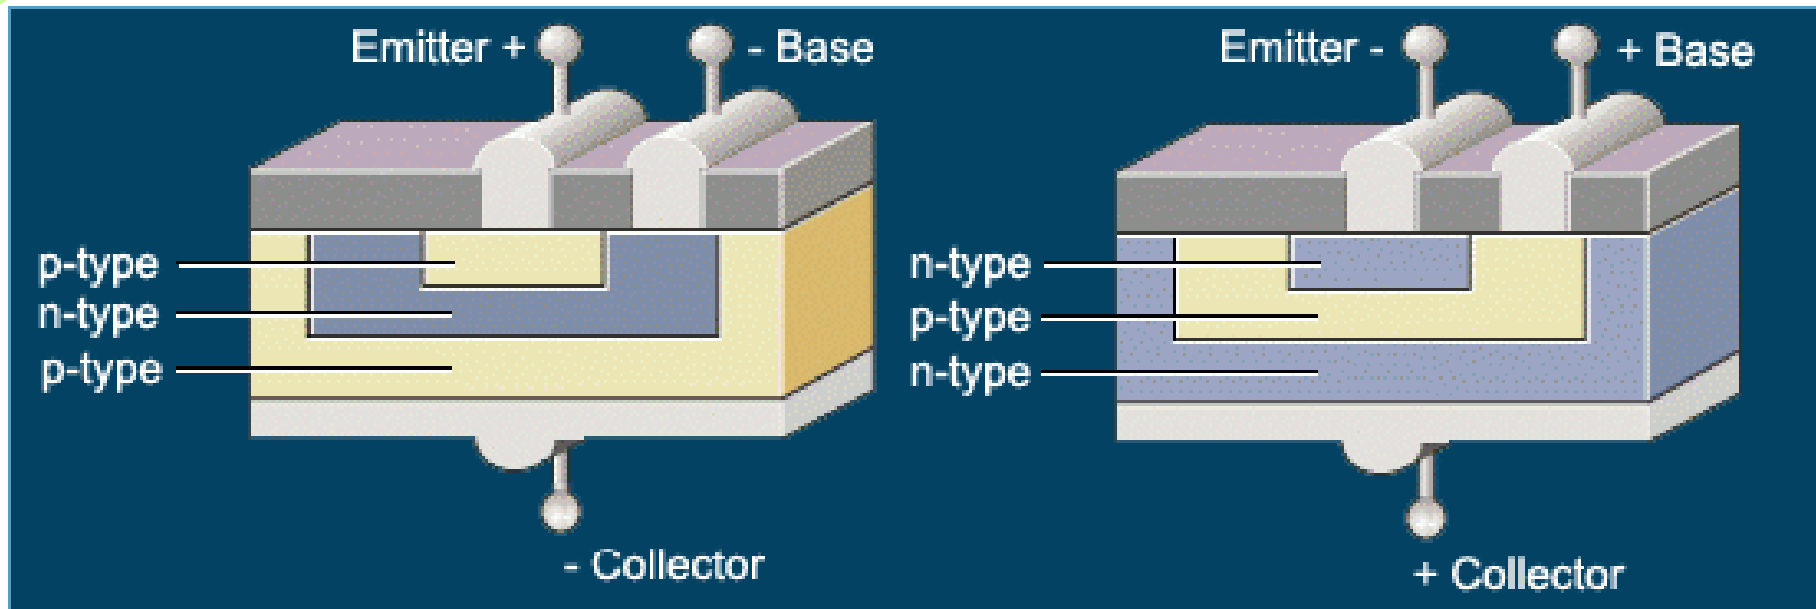 Emitter +
- Base
p-type
n-type
p-type
- Collector
Emitter -
+ Base
n-type
p-type
n-type
+ Collector